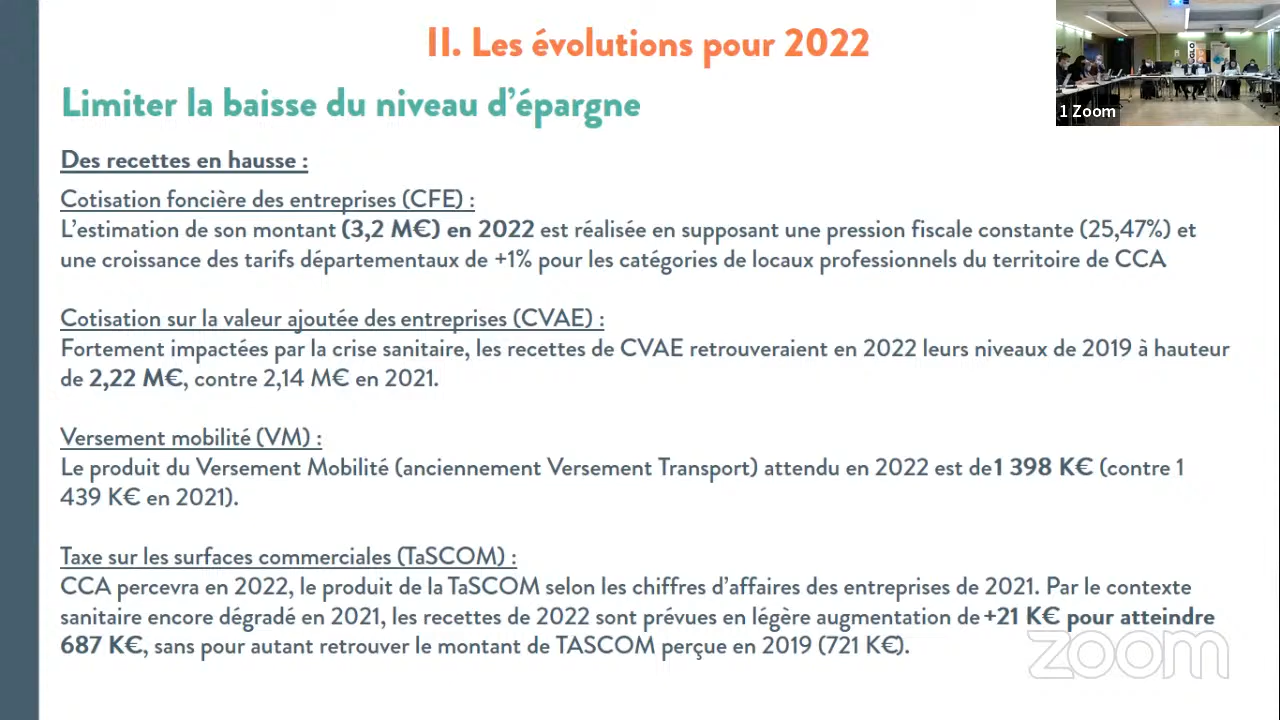 II. Les évolutions pour 2022
Limiter la baisse du niveau d'épargne
1 Zoom
Des recettes en hausse :
Cotisation foncière des entreprises (CFE) :
L'estimation de son montant (3,2 M€) en 2022 est réalisée en supposant une pression fiscale constante (25,47%) et
une croissance des tarifs départementaux de +1% pour les catégories de locaux professionnels du territoire de CCA
Cotisation sur la valeur ajoutée des entreprises (CVAE) :
Fortement impactées par la crise sanitaire, les recettes de CVAE retrouveraient en 2022 leurs niveaux de 2019 à hauteur
de 2,22 M€, contre 2,14 M€ en 2021.
Versement mobilité (VM) :
Le produit du Versement Mobilité (anciennement Versement Transport) attendu en 2022 est de1 398 K€ (contre 1
439 K€ en 2021).
Taxe sur les surfaces commerciales (TaSCOM) :
CCA percevra en 2022, le produit de la TaSCOM selon les chiffres d'affaires des entreprises de 2021. Par le contexte
sanitaire encore dégradé en 2021, les recettes de 2022 sont prévues en légère augmentation de +21 K€ pour atteindre
687 K€, sans pour autant retrouver le montant de TASCOM perçue en 2019 (721 K€).
zoom